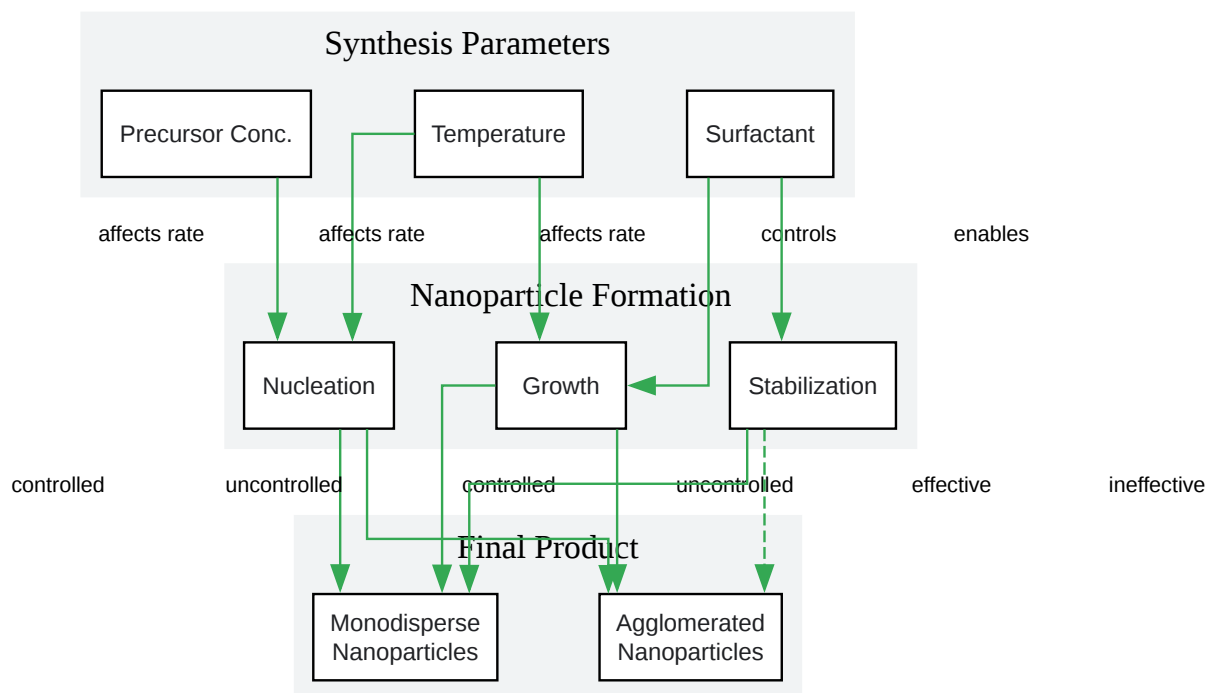 Synthesis Parameters
Precursor Conc.
Temperature
Surfactant
affects rate
affects rate
affects rate
controls
enables
Nanoparticle Formation
Nucleation
Growth
Stabilization
controlled
uncontrolled
controlled
uncontrolled
effective
ineffective
Final Product
Monodisperse
Nanoparticles
Agglomerated
Nanoparticles